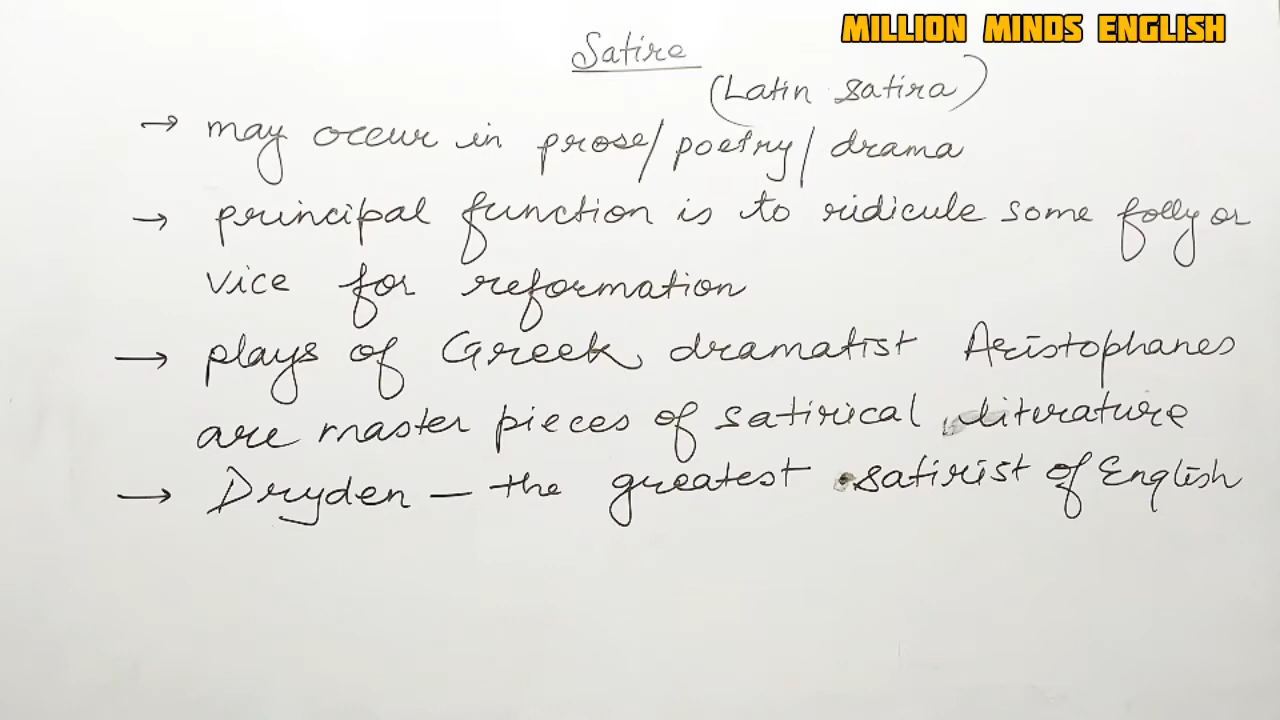 MILLION MINDS ENGLISH
Satire
(Latin satira)
→ may occur in prose/poetry/drama
→ principal function is to ridicule some folly or
vice for reformation
→ plays of Greek dramatist Aristophanes
are master pieces of satirical literature
→ Dryden — the greatest satirist of English